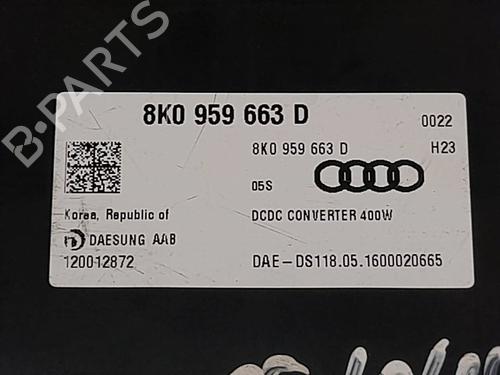 B-PARTS
8K0 959 663 D
0022
8K0 959 663 D
H23
05S
Korea, Republic of
DCDC CONVERTER 400W
DAESUNG AAB
120012872
DAE-DS118.05.1600020665